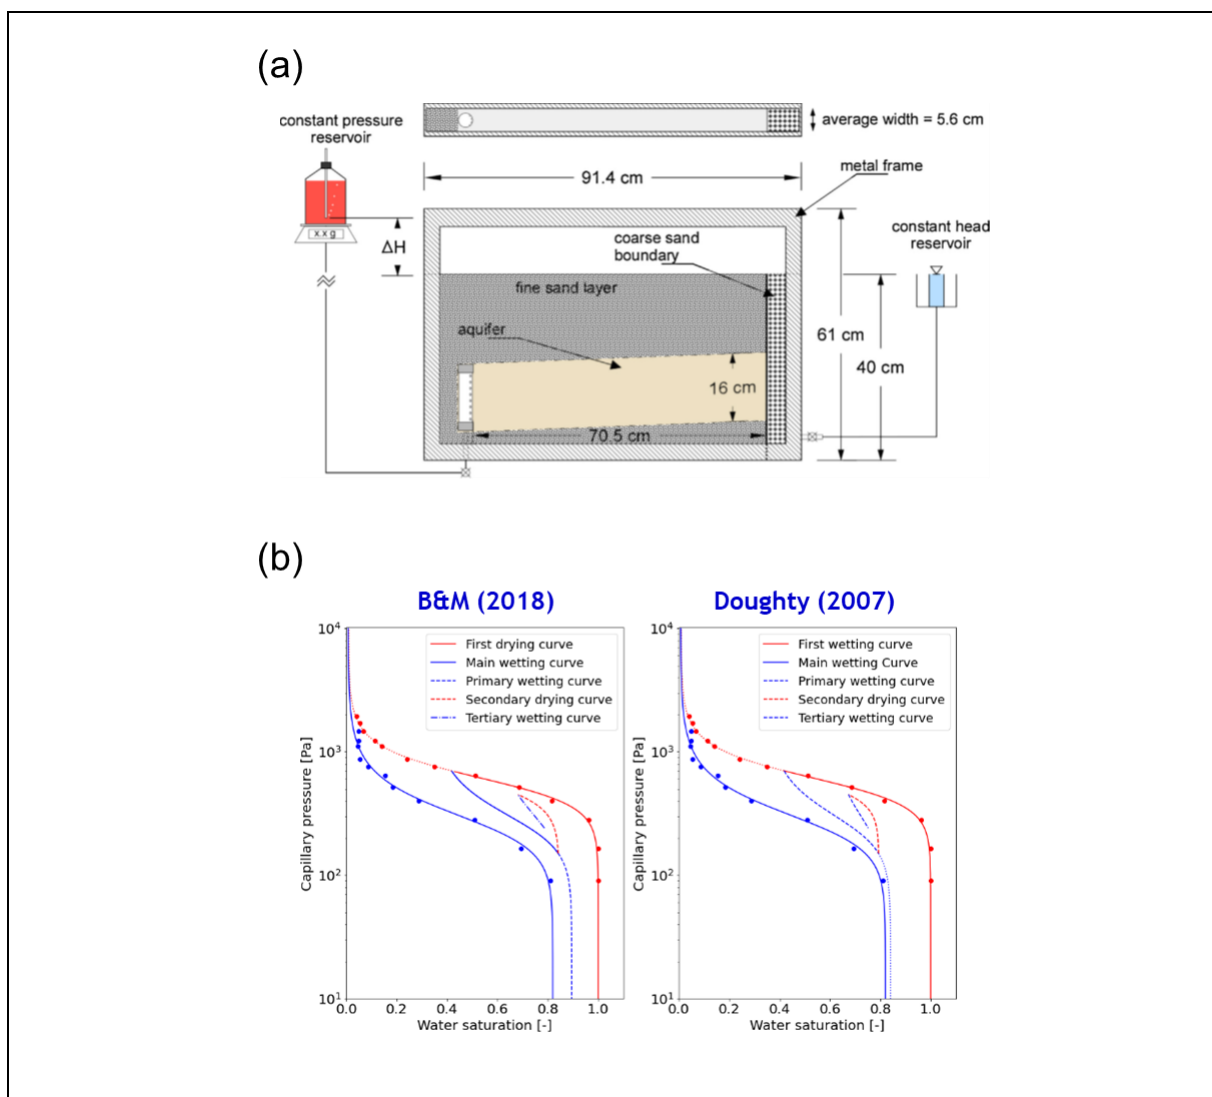 (a)
constant pressure
reservoir
average width = 5.6 cm
91.4 cm
metal frame
x x g
ΔH
coarse sand
boundary
constant head
reservoir
fine sand layer
aquifer
61 cm
40 cm
16 cm
70.5 cm
(b)
B&M (2018)
Doughty (2007)
10⁴
First drying curve
Main wetting curve
Primary wetting curve
Secondary drying curve
Tertiary wetting curve
10³
10²
10¹
Capillary pressure [Pa]
0.0 0.2 0.4 0.6 0.8 1.0
Water saturation [-]
10⁴
First wetting curve
Main wetting Curve
Primary wetting curve
Secondary drying curve
Tertiary wetting curve
10³
10²
10¹
Capillary pressure [Pa]
0.0 0.2 0.4 0.6 0.8 1.0
Water saturation [-]